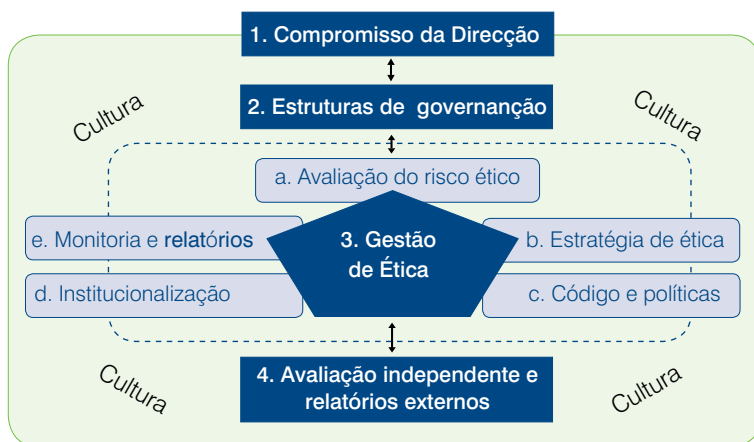 1. Compromisso da Direcção
2. Estruturas de governanção
Cultura
Cultura
a. Avaliação do risco ético
e. Monitoria e relatórios
3. Gestão
de Ética
b. Estratégia de ética
d. Institucionalização
c. Código e políticas
4. Avaliação independente e
relatórios externos
Cultura
Cultura